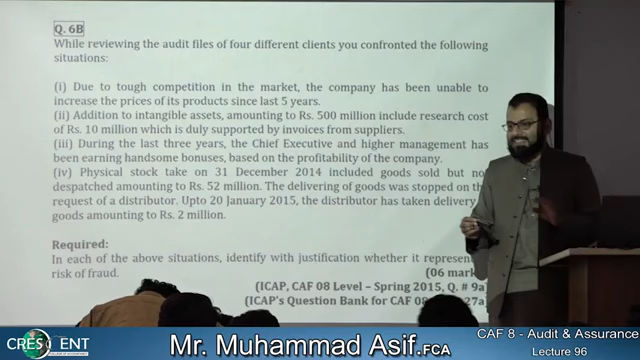 Q. 6B
While reviewing the audit files of four different clients you confronted the following
situations:
(i) Due to tough competition in the market, the company has been unable to
increase the prices of its products since last 5 years.
(ii) Addition to intangible assets, amounting to Rs. 500 million include research cost
of Rs. 10 million which is duly supported by invoices from suppliers.
(iii) During the last three years, the Chief Executive and higher management has
been earning handsome bonuses, based on the profitability of the company.
(iv) Physical stock take on 31 December 2014 included goods sold but no
despatched amounting to Rs. 52 million. The delivering of goods was stopped on the
request of a distributor. Upto 20 January 2015, the distributor has taken delivery
goods amounting to Rs. 2 million.
Required:
In each of the above situations, identify with justification whether it represent
risk of fraud.
(06 mark
(ICAP, CAF 08 Level – Spring 2015, Q. # 9a)
(ICAP's Question Bank for CAF 08 27a)
CRESCENT
Mr. Muhammad Asif.FCA
CAF 8 - Audit & Assurance
Lecture 96